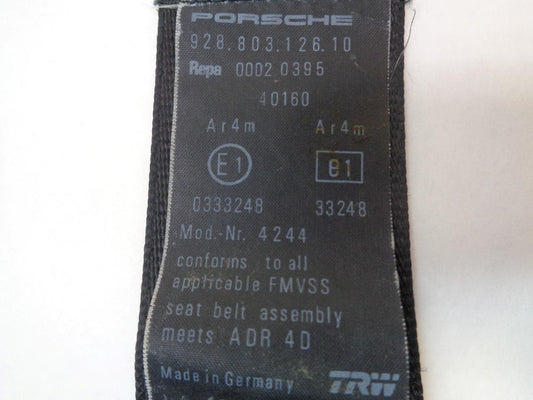 PORSCHE
928.803.126.10
Repa 0002 0395
40160
Ar4m Ar4m
E1 e1
0333248 33248
Mod.-Nr. 4244
conforms to all
applicable FMVSS
seat belt assembly
meets ADR 4D
Made in Germany TRW